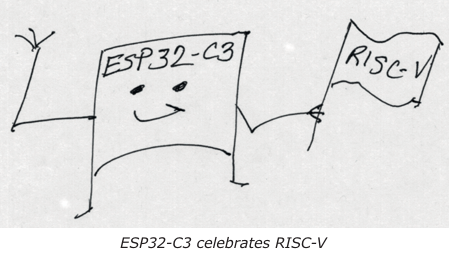 ESP32-C3
RISC-V
ESP32-C3 celebrates RISC-V